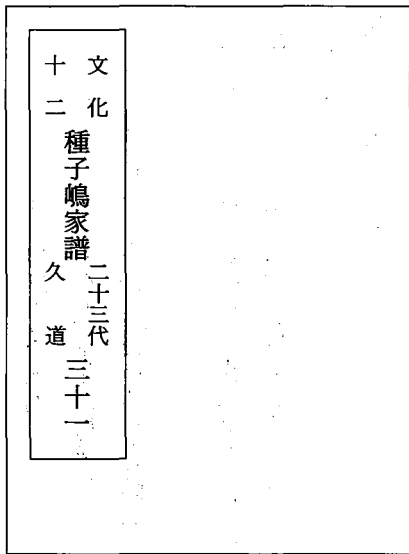 文化
十二
種子嶋家譜
二十三代
久道
三十一